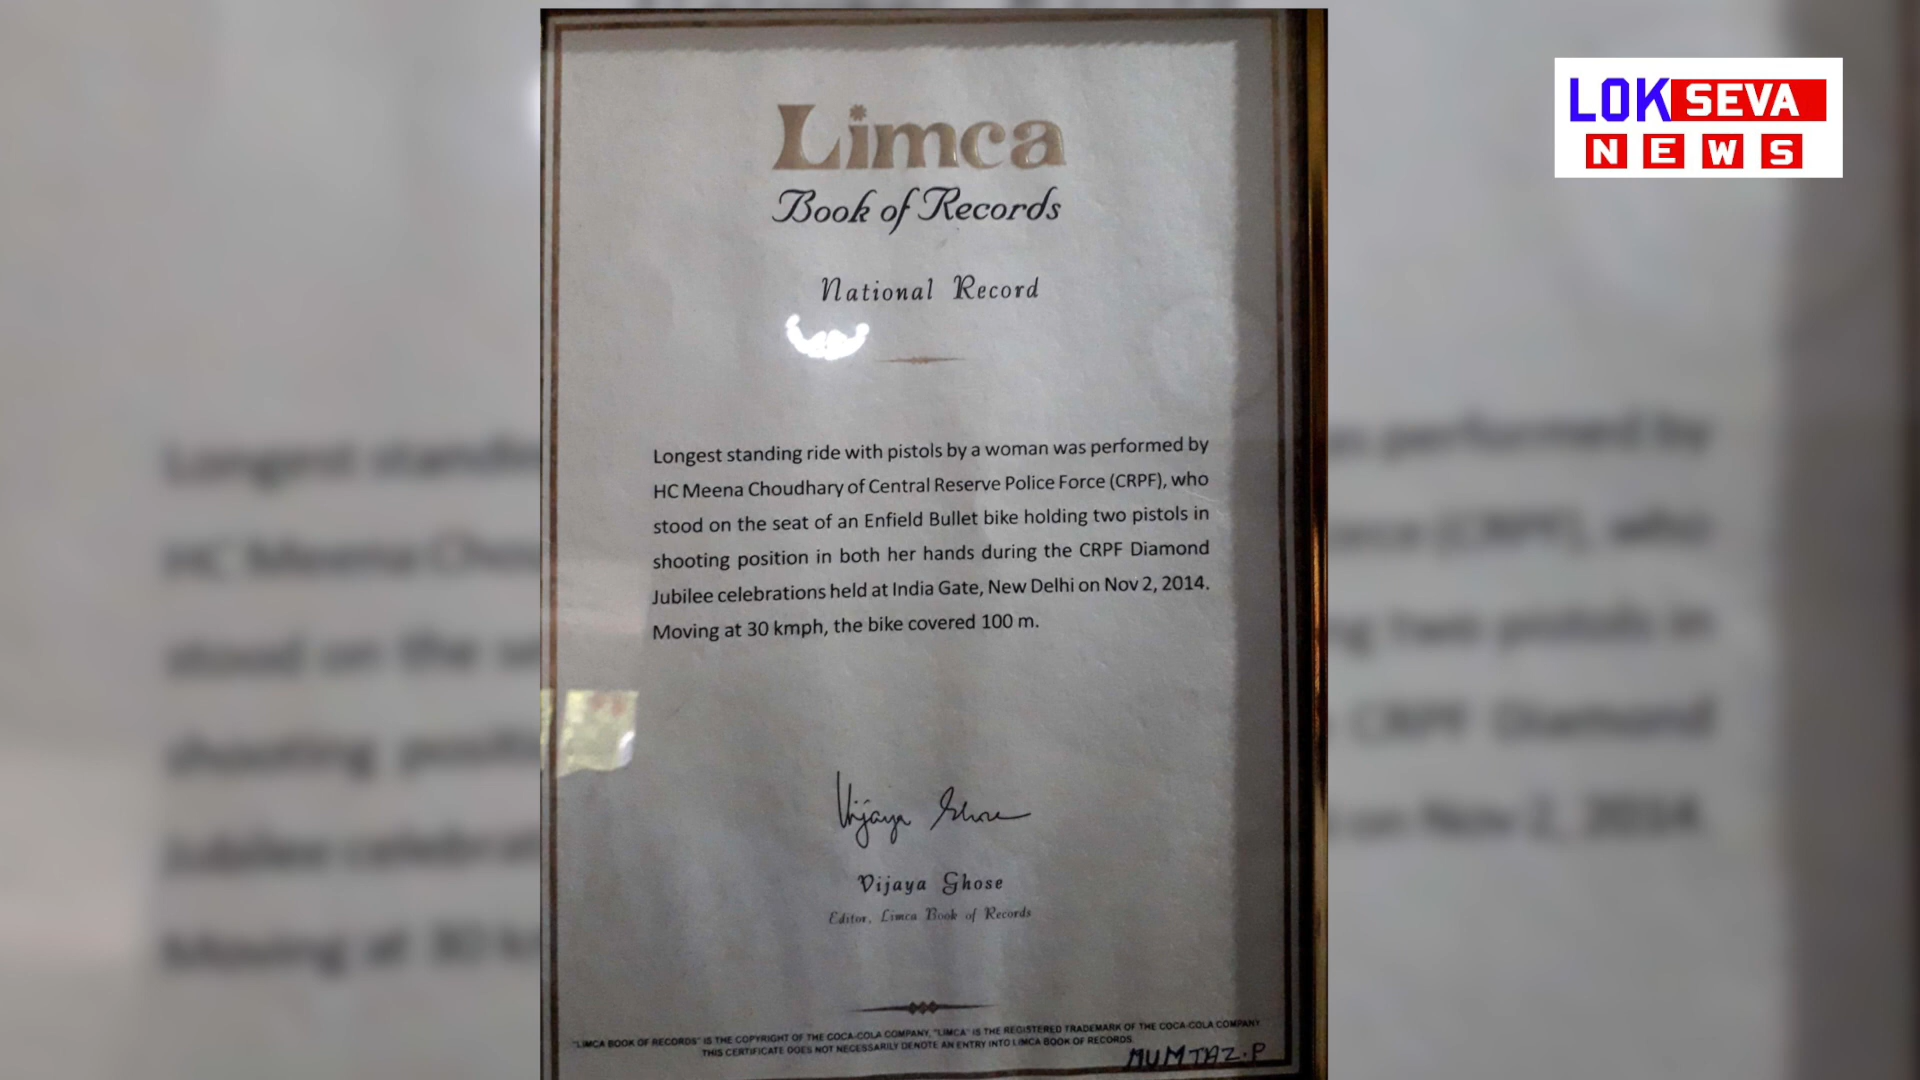 Limca
Book of Records
National Record
Longest standing ride with pistols by a woman was performed by
HC Meena Choudhary of Central Reserve Police Force (CRPF), who
stood on the seat of an Enfield Bullet bike holding two pistols in
shooting position in both her hands during the CRPF Diamond
Jubilee celebrations held at India Gate, New Delhi on Nov 2, 2014.
Moving at 30 kmph, the bike covered 100 m.
Vijaya Ghose
Vijaya Ghose
Editor, Limca Book of Records
"LIMCA BOOK OF RECORDS" IS THE COPYRIGHT OF THE COCA-COLA COMPANY, "LIMCA" IS THE REGISTERED TRADEMARK OF THE COCA-COLA COMPANY
THIS CERTIFICATE DOES NOT NECESSARILY DENOTE AN ENTRY INTO LIMCA BOOK OF RECORDS.
MUMTAZ.P
LOK SEVA
NEWS